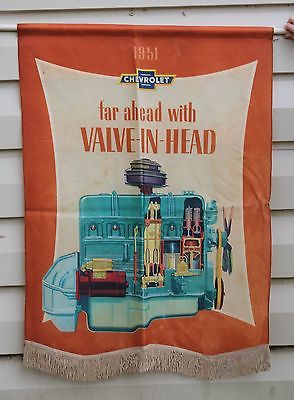 1951
CHEVROLET
far ahead with
VALVE-IN-HEAD